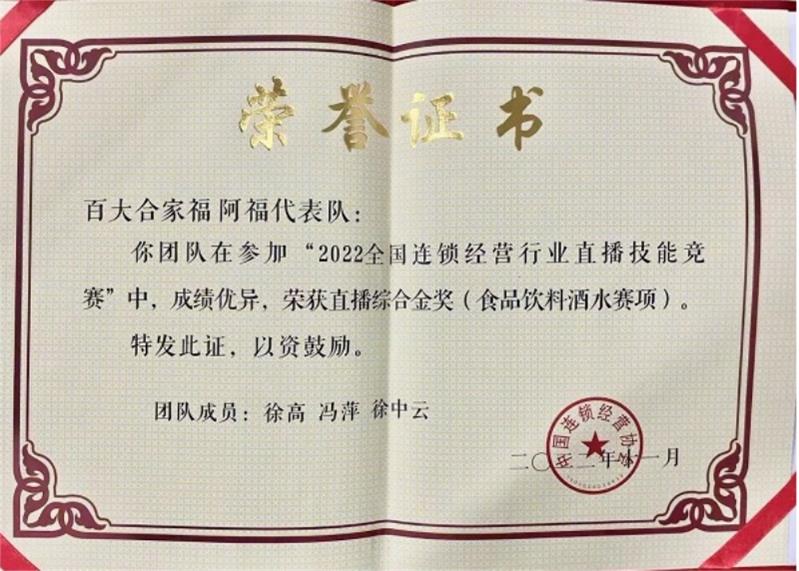 荣誉证书
百大合家福 阿福代表队：
你团队在参加“2022全国连锁经营行业直播技能竞
赛”中，成绩优异，荣获直播综合金奖（食品饮料酒水赛项）。
特发此证，以资鼓励。
团队成员：徐高 冯萍 徐中云
中国连锁经营协会
二〇二二年十一月